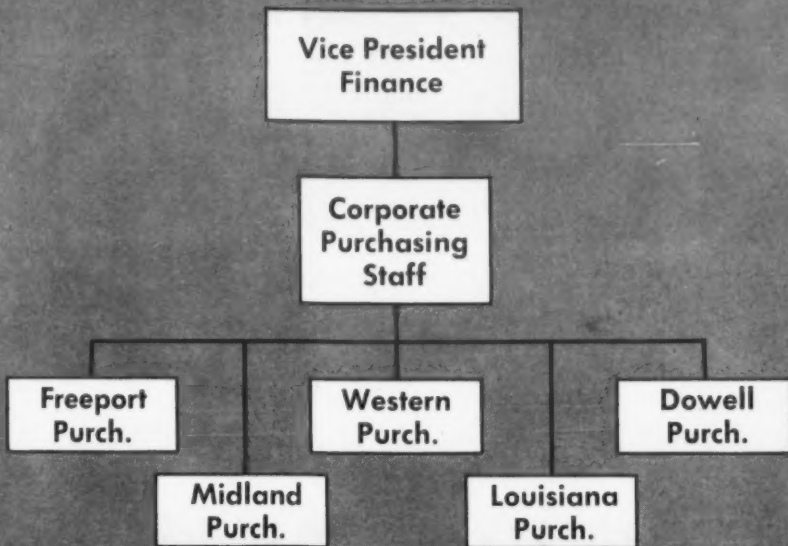 Vice President
Finance
Corporate
Purchasing
Staff
Freeport
Purch.
Western
Purch.
Dowell
Purch.
Midland
Purch.
Louisiana
Purch.